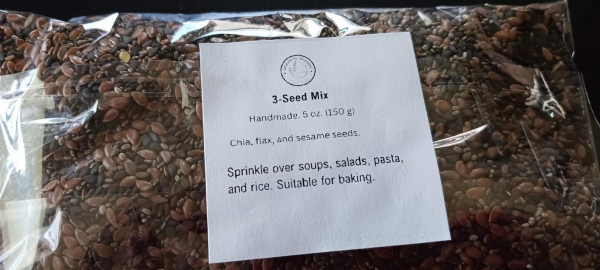 3-Seed Mix
Handmade. 5 oz. (150 g)
Chia, flax, and sesame seeds.
Sprinkle over soups, salads, pasta,
and rice. Suitable for baking.